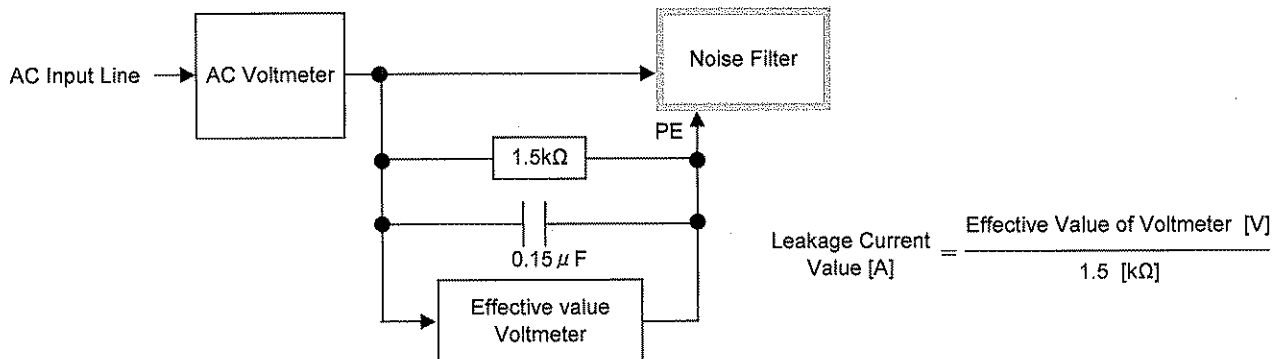 AC Input Line
AC Voltmeter
Noise Filter
PE
1.5kΩ
0.15 μ F
Effective value
Voltmeter
Leakage Current
Value [A]
=
Effective Value of Voltmeter [V]
1.5 [kΩ]